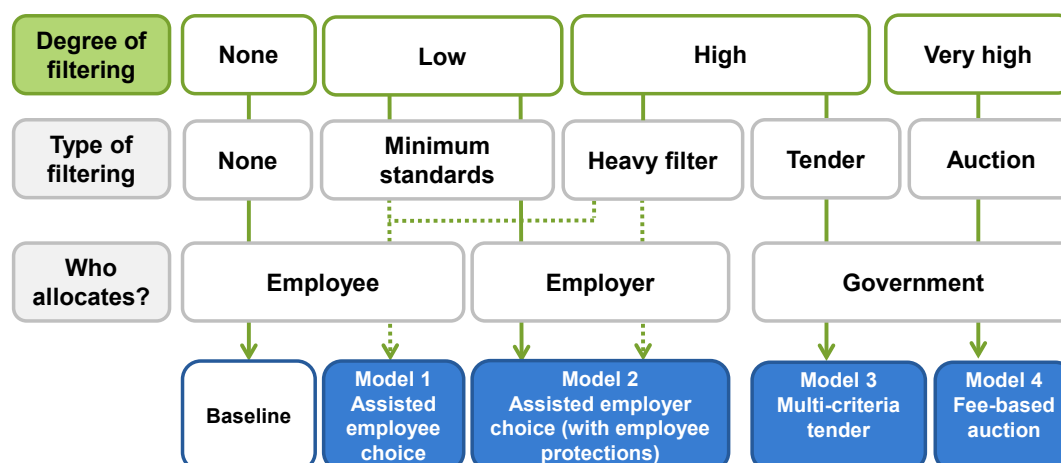 Degree of
filtering
None
Low
High
Very high
Type of
filtering
None
Minimum
standards
Heavy filter
Tender
Auction
Who
allocates?
Employee
Employer
Government
Baseline
Model 1
Assisted
employee
choice
Model 2
Assisted employer
choice (with employee
protections)
Model 3
Multi-criteria
tender
Model 4
Fee-based
auction